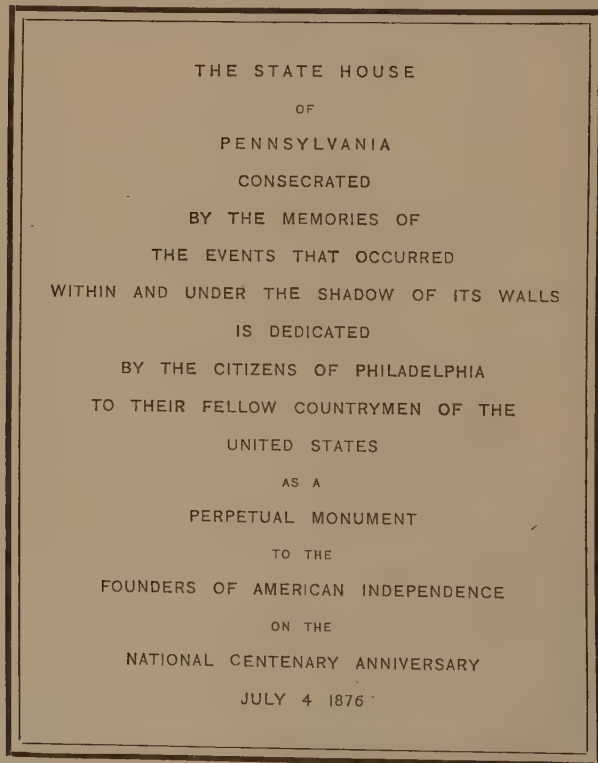 THE STATE HOUSE
OF
PENNSYLVANIA
CONSECRATED
BY THE MEMORIES OF
THE EVENTS THAT OCCURRED
WITHIN AND UNDER THE SHADOW OF ITS WALLS
IS DEDICATED
BY THE CITIZENS OF PHILADELPHIA
TO THEIR FELLOW COUNTRYMEN OF THE
UNITED STATES
AS A
PERPETUAL MONUMENT
TO THE
FOUNDERS OF AMERICAN INDEPENDENCE
ON THE
NATIONAL CENTENARY ANNIVERSARY
JULY 4 1876